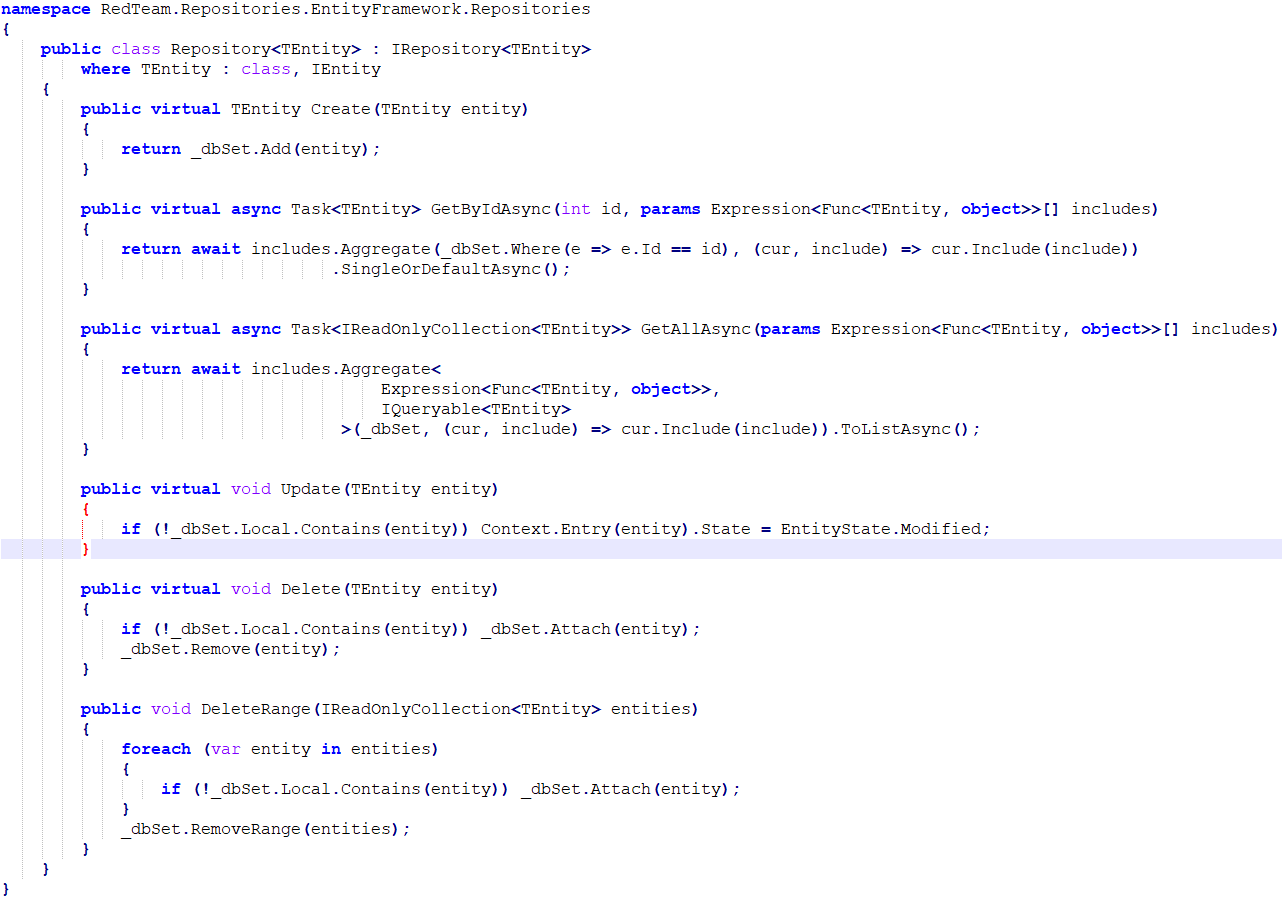 namespace RedTeam.Repositories.EntityFramework.Repositories
{
    public class Repository<TEntity> : IRepository<TEntity>
        where TEntity : class, IEntity
    {
        public virtual TEntity Create(TEntity entity)
        {
            return _dbSet.Add(entity);
        }

        public virtual async Task<TEntity> GetByIdAsync(int id, params Expression<Func<TEntity, object>>[] includes)
        {
            return await includes.Aggregate(_dbSet.Where(e => e.Id == id), (cur, include) => cur.Include(include))
                                 .SingleOrDefaultAsync();
        }

        public virtual async Task<IReadOnlyCollection<TEntity>> GetAllAsync(params Expression<Func<TEntity, object>>[] includes)
        {
            return await includes.Aggregate<
                                      Expression<Func<TEntity, object>>,
                                      IQueryable<TEntity>
                                  >(_dbSet, (cur, include) => cur.Include(include)).ToListAsync();
        }

        public virtual void Update(TEntity entity)
        {
            if (!_dbSet.Local.Contains(entity)) Context.Entry(entity).State = EntityState.Modified;
        }

        public virtual void Delete(TEntity entity)
        {
            if (!_dbSet.Local.Contains(entity)) _dbSet.Attach(entity);
            _dbSet.Remove(entity);
        }

        public void DeleteRange(IReadOnlyCollection<TEntity> entities)
        {
            foreach (var entity in entities)
            {
                if (!_dbSet.Local.Contains(entity)) _dbSet.Attach(entity);
            }
            _dbSet.RemoveRange(entities);
        }
    }
}